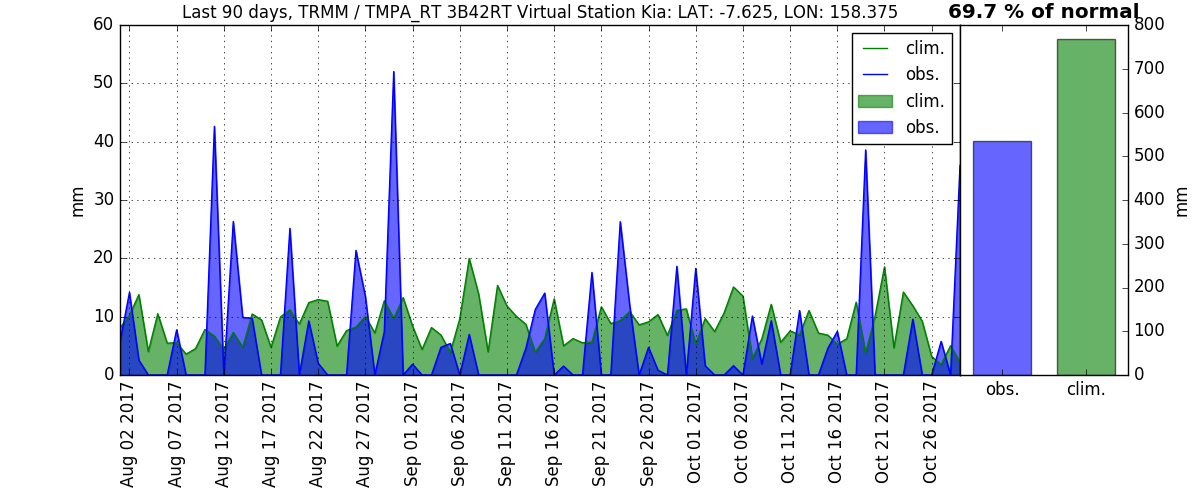 Last 90 days, TRMM / TMPA_RT 3B42RT Virtual Station Kia: LAT: -7.625, LON: 158.375
69.7 % of normal
60
50
40
30
20
10
0
mm
clim.
obs.
clim.
obs.
800
700
600
500
400
300
200
100
0
mm
Aug 02 2017
Aug 07 2017
Aug 12 2017
Aug 17 2017
Aug 22 2017
Aug 27 2017
Sep 01 2017
Sep 06 2017
Sep 11 2017
Sep 16 2017
Sep 21 2017
Sep 26 2017
Oct 01 2017
Oct 06 2017
Oct 11 2017
Oct 16 2017
Oct 21 2017
Oct 26 2017
obs.
clim.